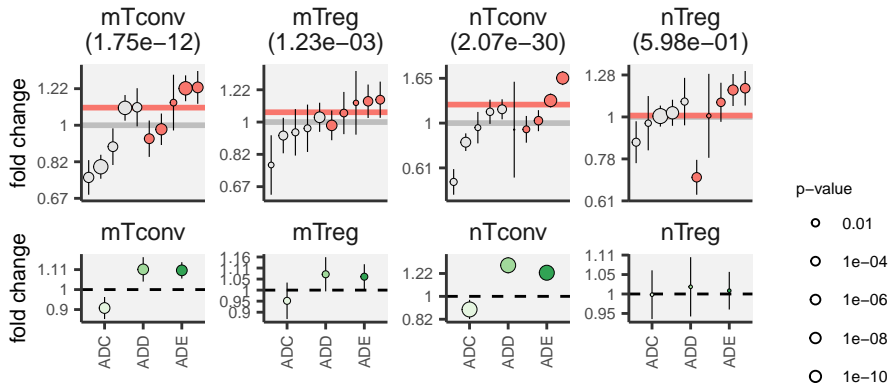 mTconv
(1.75e−12)
mTreg
(1.23e−03)
nTconv
(2.07e−30)
nTreg
(5.98e−01)
fold change
1.22
1
0.82
0.67
1.22
1
0.82
0.67
1.65
1
0.61
1.28
1
0.78
0.61
mTconv
mTreg
nTconv
nTreg
fold change
1.11
1
0.9
1.16
1.11
1.05
1
0.95
0.9
1.22
1
0.82
1.11
1.05
1
0.95
ADC
ADD
ADE
ADC
ADD
ADE
ADC
ADD
ADE
ADC
ADD
ADE
p−value
0.01
1e−04
1e−06
1e−08
1e−10